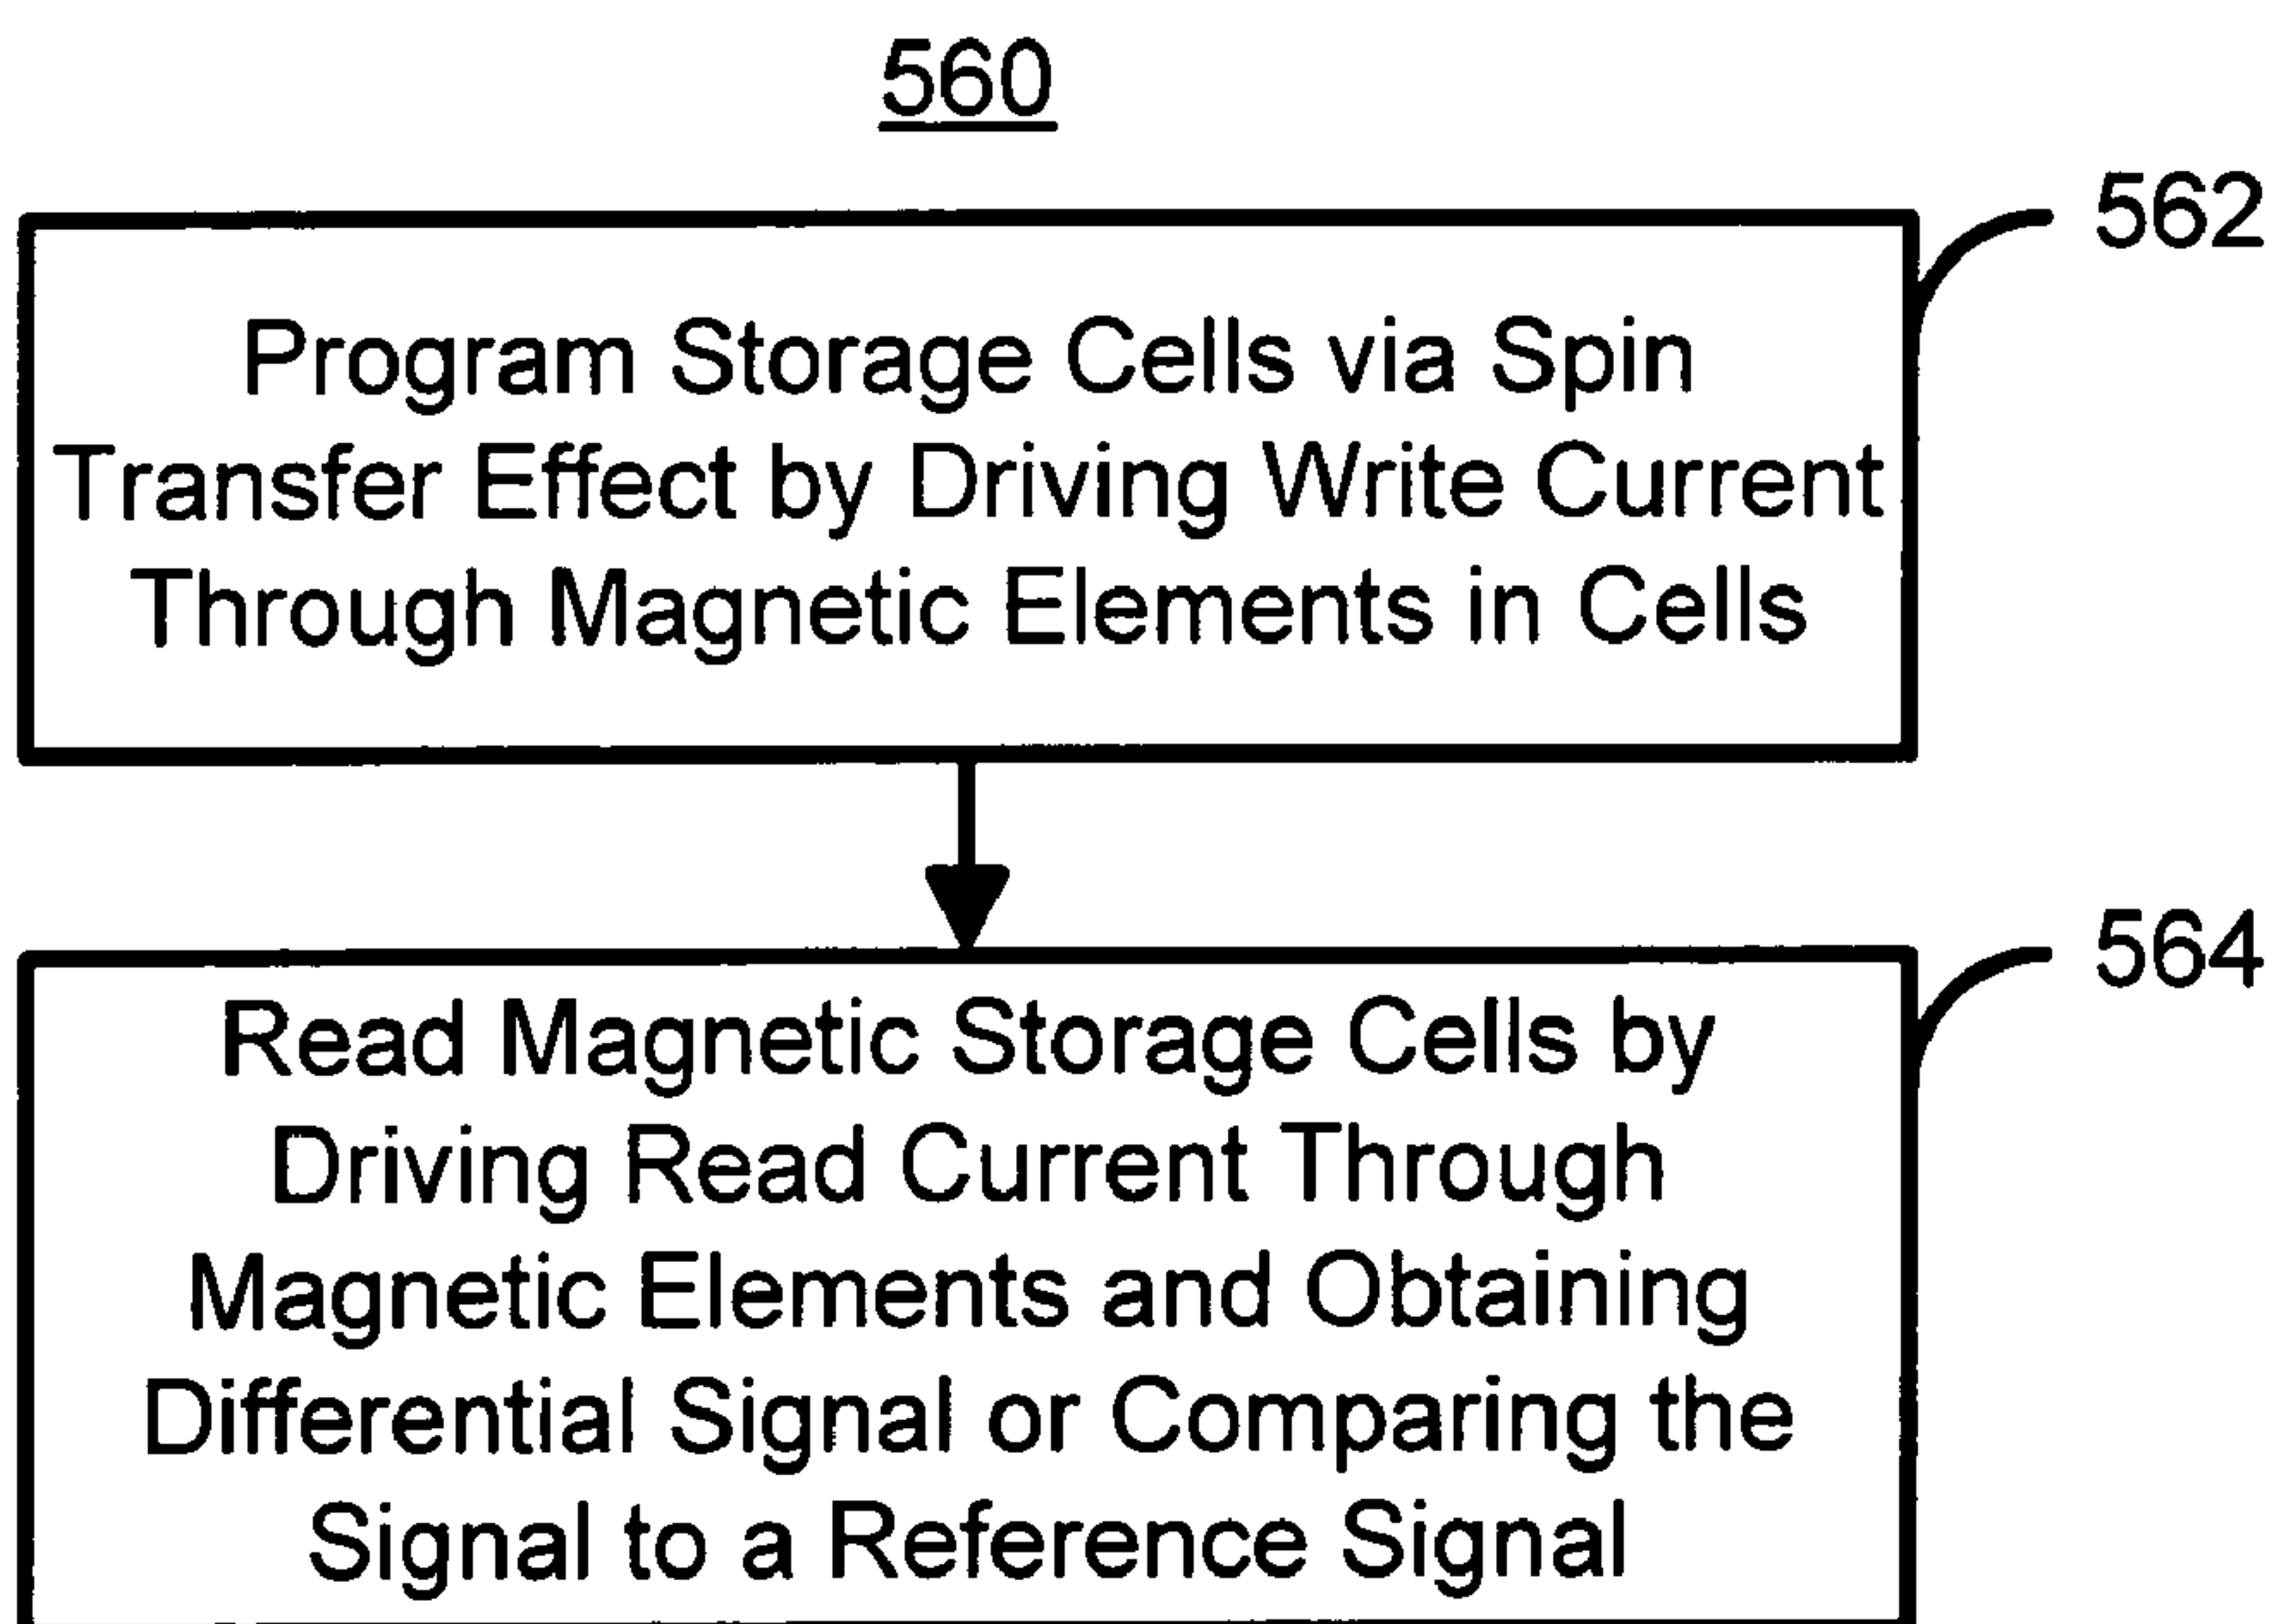 560
562
Program Storage Cells via Spin
Transfer Effect by Driving Write Current
Through Magnetic Elements in Cells
564
Read Magnetic Storage Cells by
Driving Read Current Through
Magnetic Elements and Obtaining
Differential Signal or Comparing the
Signal to a Reference Signal